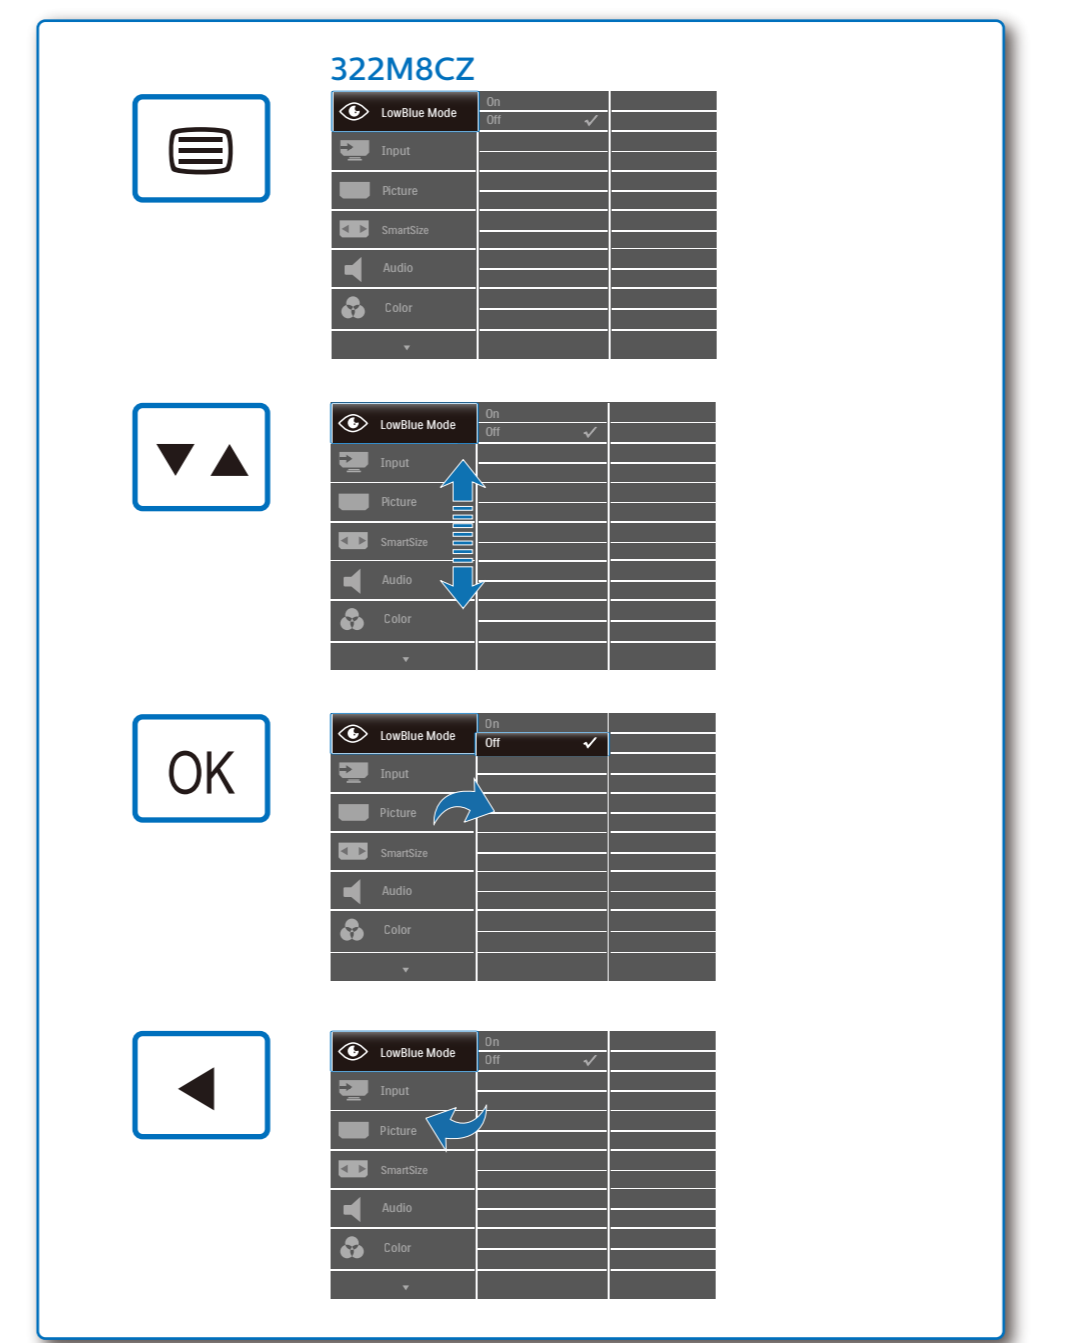 322M8CZ
LowBlue Mode
On
Off
Input
Picture
SmartSize
Audio
Color
LowBlue Mode
On
Off
Input
Picture
SmartSize
Audio
Color
OK
LowBlue Mode
On
Off
Input
Picture
SmartSize
Audio
Color
LowBlue Mode
On
Off
Input
Picture
SmartSize
Audio
Color